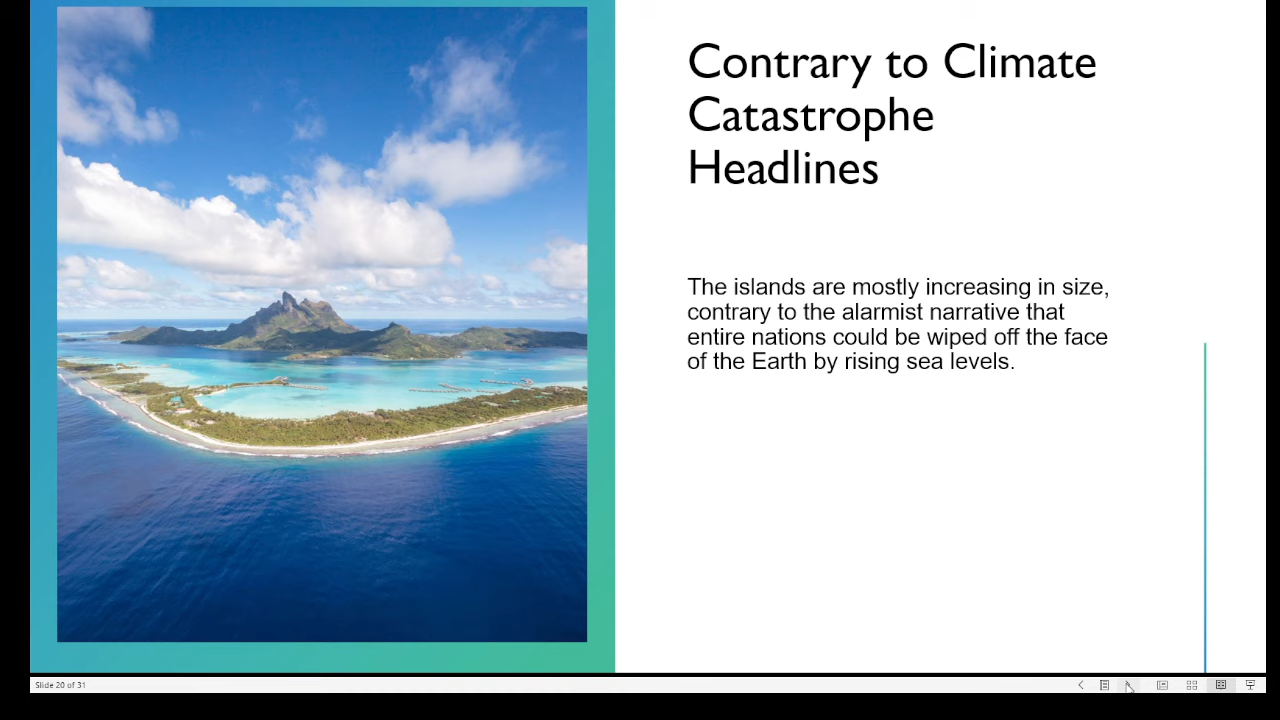 Contrary to Climate
Catastrophe
Headlines
The islands are mostly increasing in size,
contrary to the alarmist narrative that
entire nations could be wiped off the face
of the Earth by rising sea levels.
Slide 20 of 31